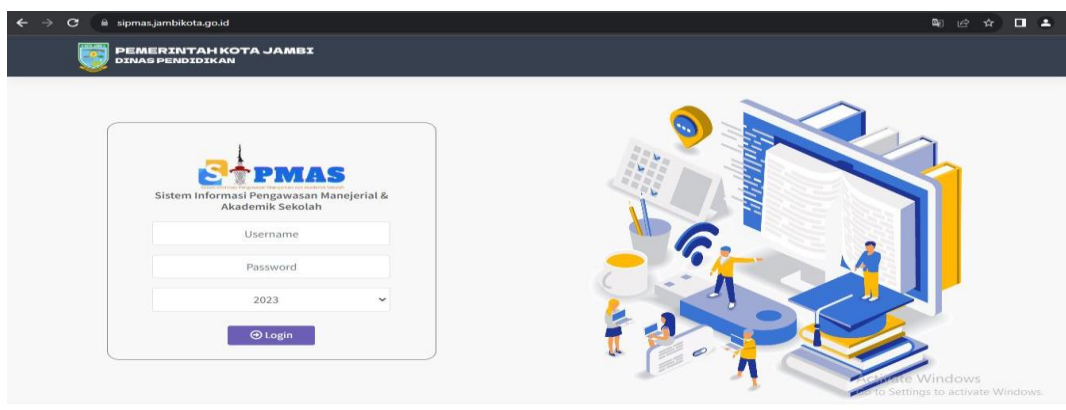 sipmas.jambikota.go.id
PEMERINTAH KOTA JAMBI
DINAS PENDIDIKAN
SIPMAS
Sistem Informasi Pengawasan Manejerial &
Akademik Sekolah
Username
Password
2023
Login
Activate Windows
Go to Settings to activate Windows.